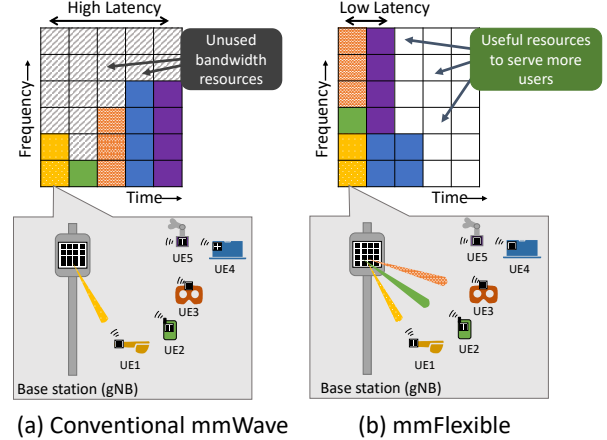 High Latency
Unused
bandwidth
resources
Frequency
Time
UE5
UE4
UE3
UE2
UE1
Base station (gNB)
(a) Conventional mmWave
Low Latency
Useful resources
to serve more
users
Frequency
Time
UE5
UE4
UE3
UE2
UE1
Base station (gNB)
(b) mmFlexible